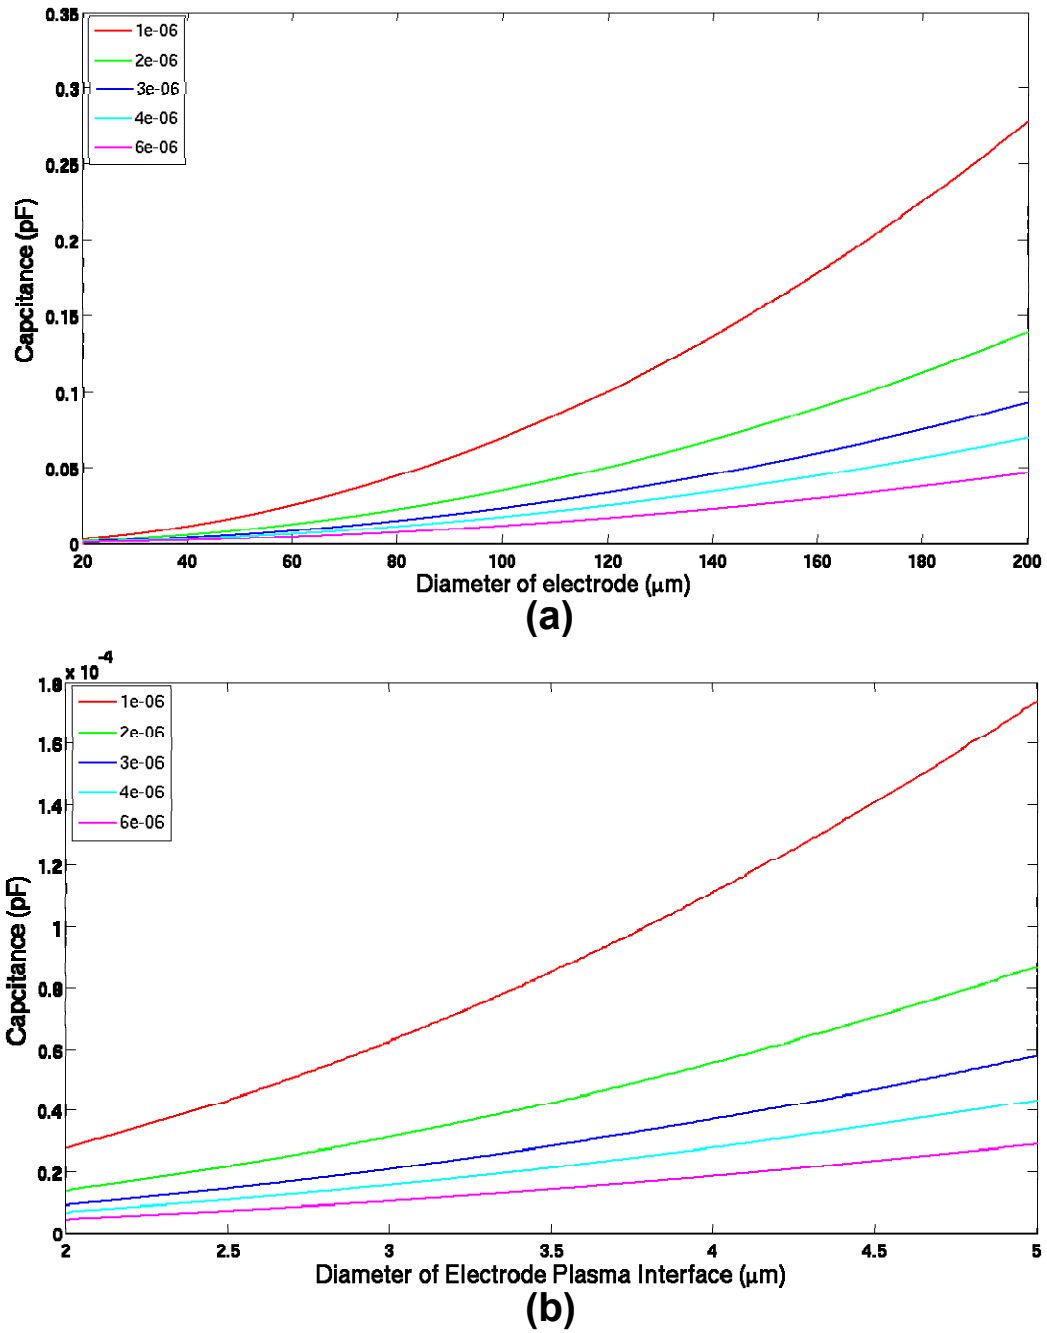 0.35
1e-06
2e-06
3e-06
4e-06
6e-06
0.3
0.25
0.2
0.15
0.1
0.05
0
Capcitance (pF)
20 40 60 80 100 120 140 160 180 200
Diameter of electrode (μm)
(a)
x 10-4
1.8
1e-06
2e-06
3e-06
4e-06
6e-06
1.6
1.4
1.2
1
0.8
0.6
0.4
0.2
0
Capcitance (pF)
2 2.5 3 3.5 4 4.5 5
Diameter of Electrode Plasma Interface (μm)
(b)